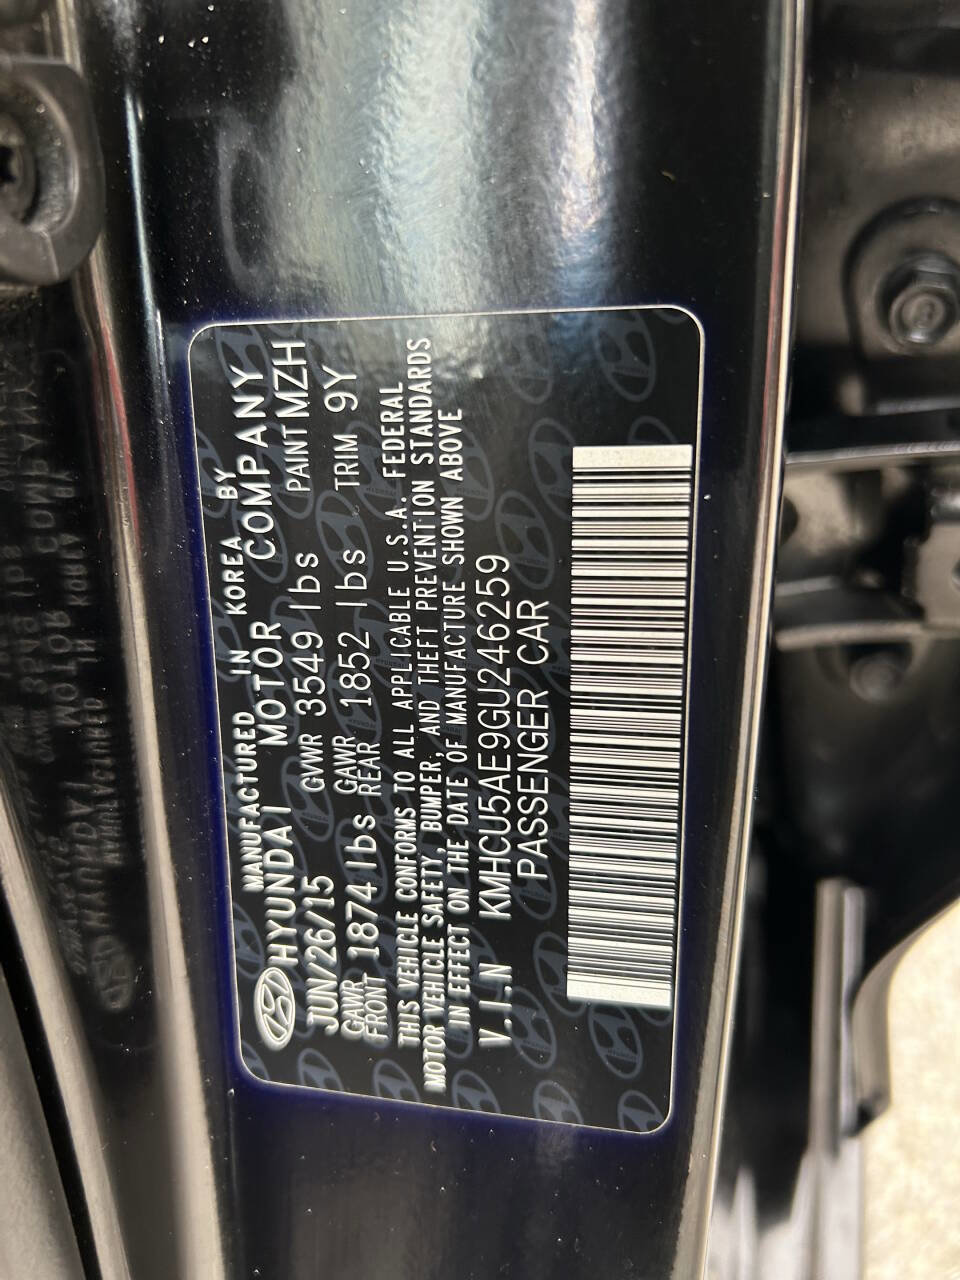 MANUFACTURED IN KOREA BY
HYUNDAI MOTOR COMPANY
JUN/26/15 GVWR 3549 lbs PAINT MZH
GAWR FRONT 1874 lbs GAWR REAR 1852 lbs TRIM 9Y
THIS VEHICLE CONFORMS TO ALL APPLICABLE U.S.A. FEDERAL
MOTOR VEHICLE SAFETY, BUMPER, AND THEFT PREVENTION STANDARDS
IN EFFECT ON THE DATE OF MANUFACTURE SHOWN ABOVE
V.I.N KMHCU5AE9GU246259
PASSENGER CAR